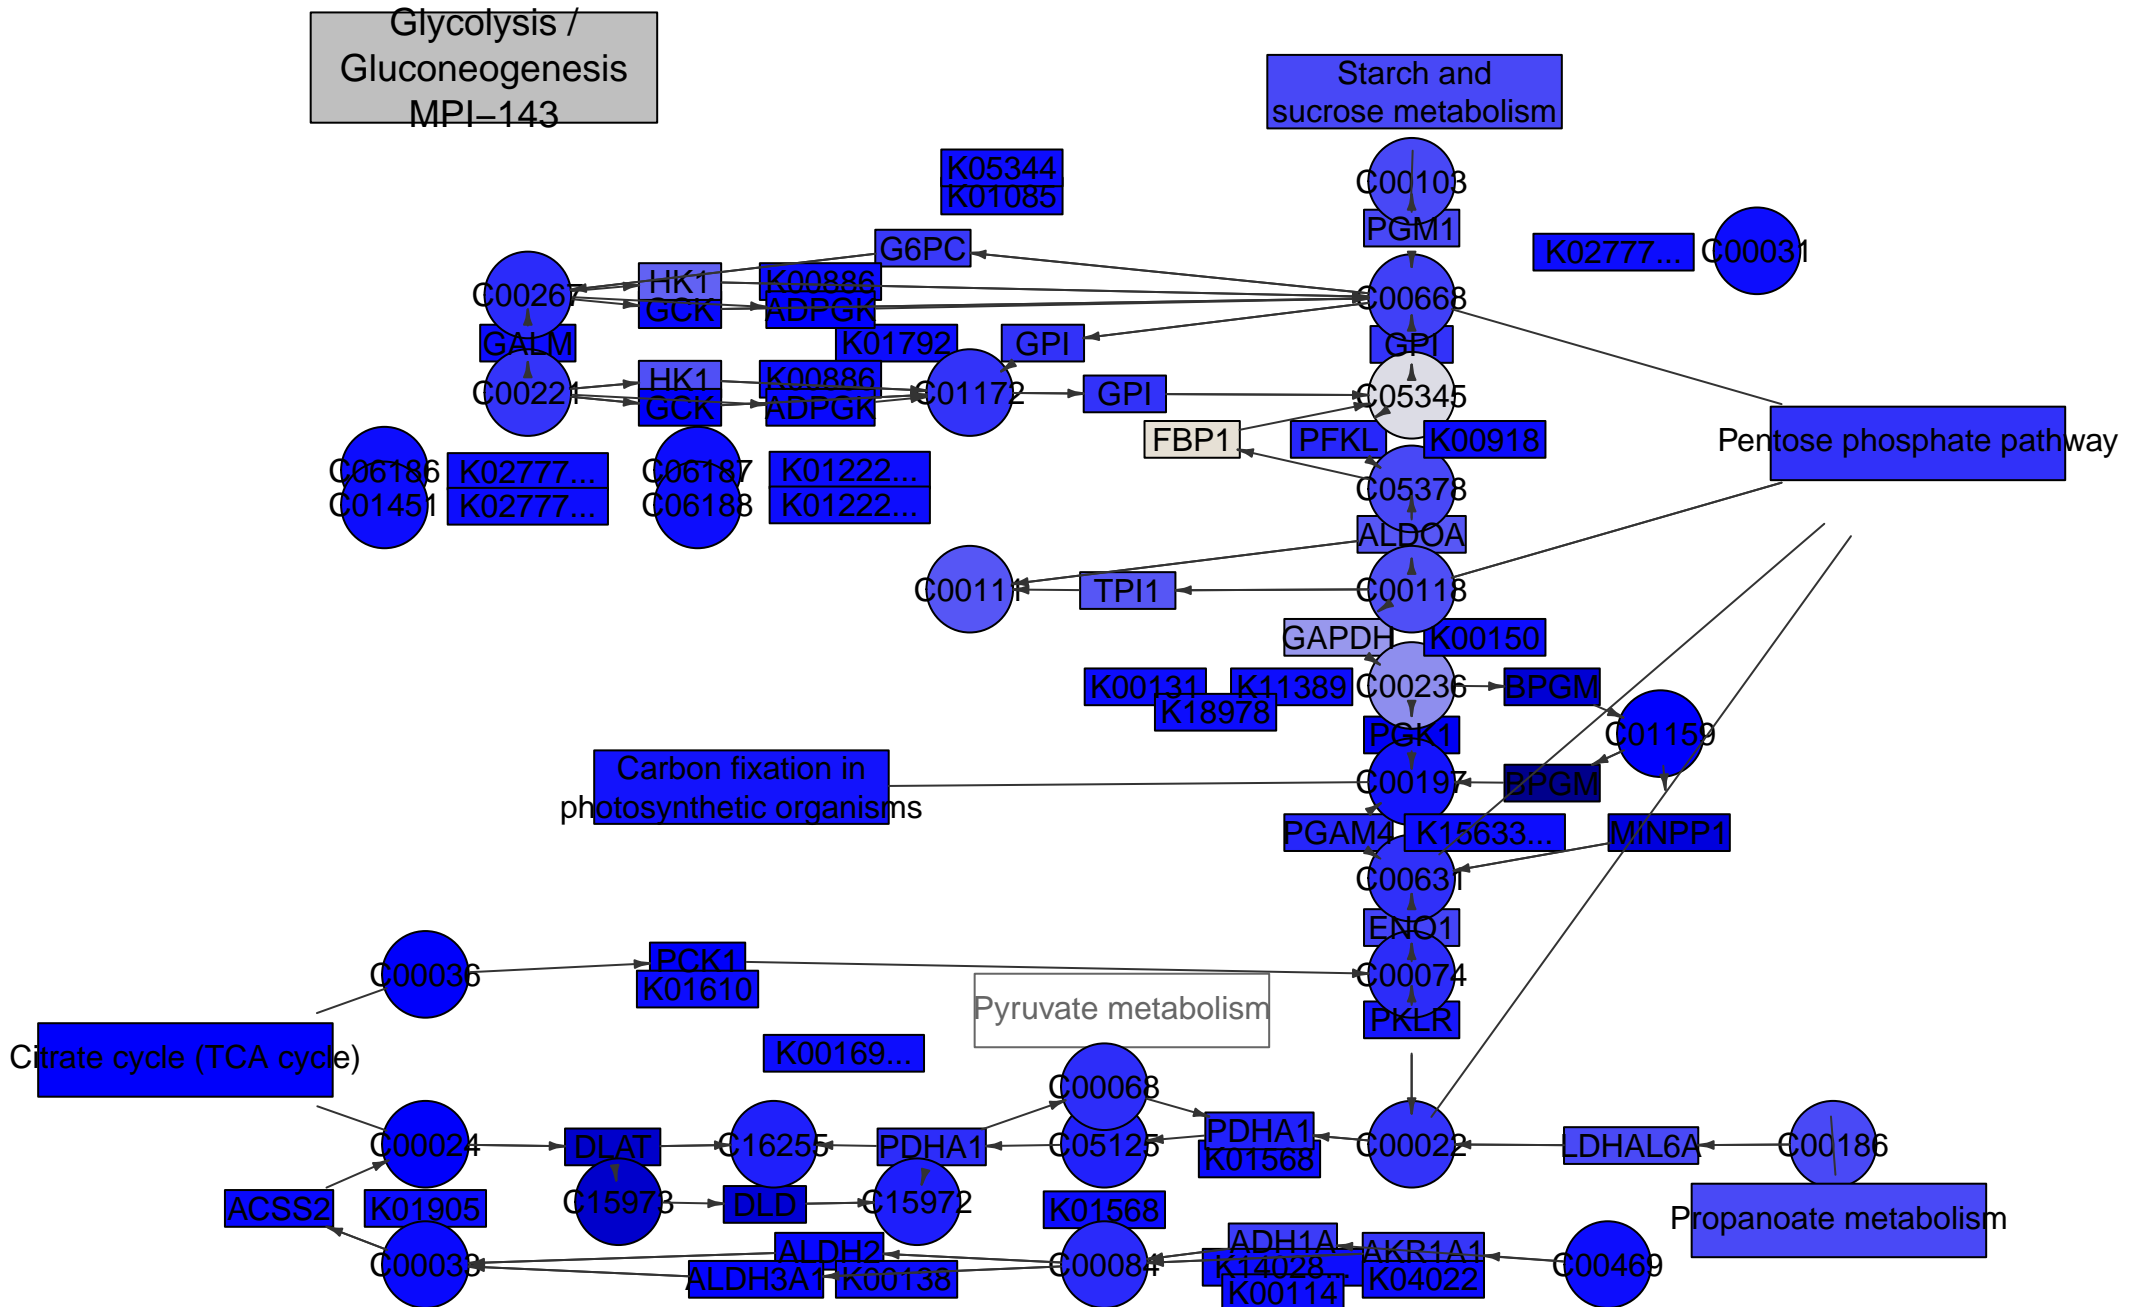 Glycolysis /
Gluconeogenesis
MPI−143
Starch and
sucrose metabolism
K05344
K01085
C00103
PGM1
G6PC
K02777...
C00031
C00267
HK1
K00886
GCK
ADPGK
C00668
GALM
K01792
GPI
GPI
C00221
HK1
K00886
GCK
ADPGK
C01172
GPI
C05345
FBP1
PFKL
K00918
Pentose phosphate pathway
C06186
K02777...
C06187
K01222...
C01451
K02777...
C06188
K01222...
C05378
ALDOA
C00111
TPI1
C00118
GAPDH
K00150
K00131
K11389
K18978
C00236
BPGM
PGK1
C01159
Carbon fixation in
photosynthetic organisms
C00197
BPGM
PGAM4
K15633...
MINPP1
C00631
ENO1
C00036
PCK1
K01610
C00074
Pyruvate metabolism
PKLR
Citrate cycle (TCA cycle)
K00169...
C00068
C00024
DLAT
C16255
PDHA1
C05125
PDHA1
K01568
C00022
LDHAL6A
C00186
ACSS2
K01905
C15973
DLD
C15972
K01568
Propanoate metabolism
C00033
ALDH2
ALDH3A1
K00138
C00084
ADH1A
K14028...
K00114
AKR1A1
K04022
C00469